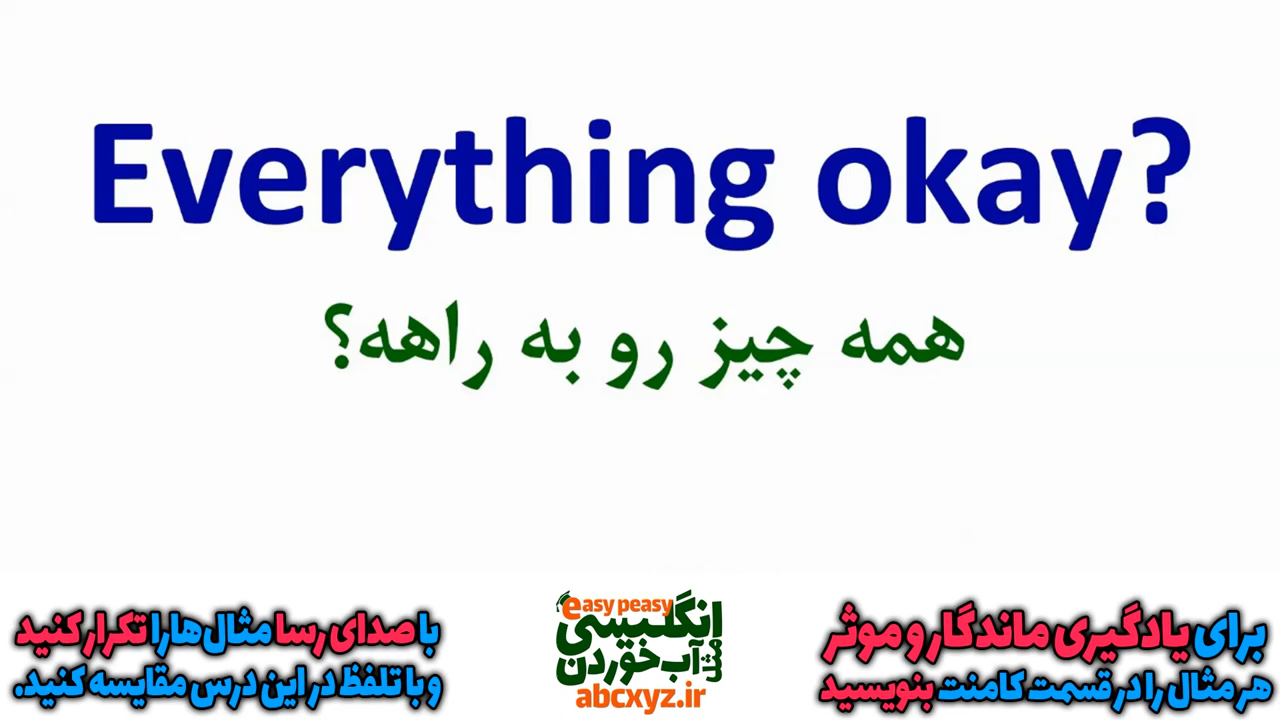 Everything okay?
همه چیز رو به راهه؟
با صدای رسا مثال‌ها را تکرار کنید
و با تلفظ در این درس مقایسه کنید.
easy peasy
انگلیسی
مثل
آب خوردن
abcxyz.ir
برای یادگیری ماندگار و موثر
هر مثال را در قسمت کامنت بنویسید